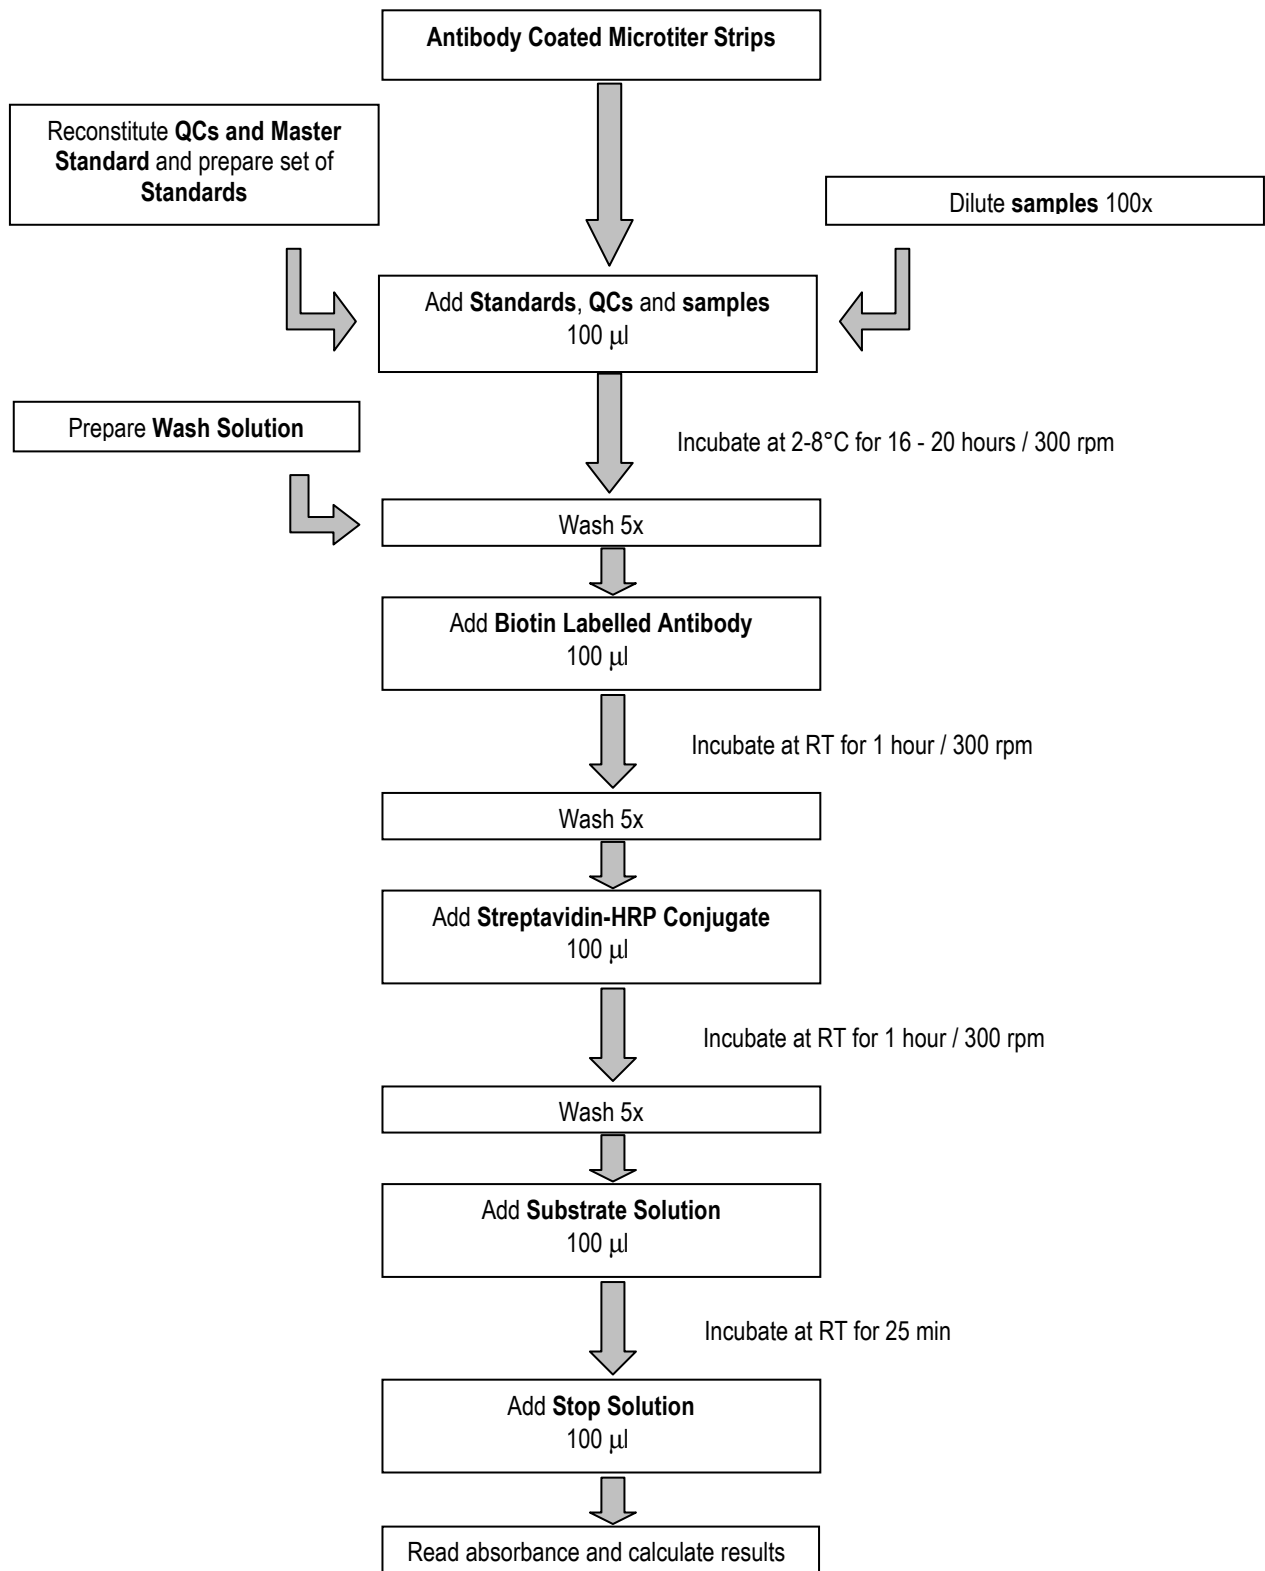 Antibody Coated Microtiter Strips
Reconstitute QCs and Master
Standard and prepare set of
Standards
Dilute samples 100x
Add Standards, QCs and samples
100 µl
Prepare Wash Solution
Incubate at 2-8°C for 16 - 20 hours / 300 rpm
Wash 5x
Add Biotin Labelled Antibody
100 µl
Incubate at RT for 1 hour / 300 rpm
Wash 5x
Add Streptavidin-HRP Conjugate
100 µl
Incubate at RT for 1 hour / 300 rpm
Wash 5x
Add Substrate Solution
100 µl
Incubate at RT for 25 min
Add Stop Solution
100 µl
Read absorbance and calculate results